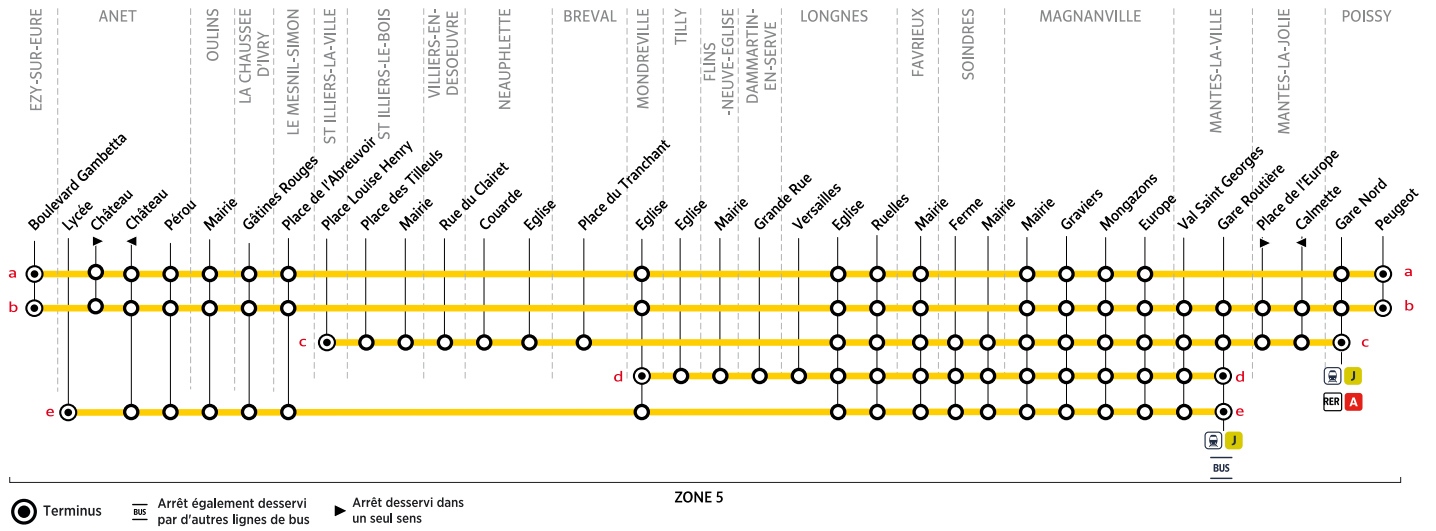 EZY-SUR-EURE
ANET
OULINS
LA CHAUSSEE
D'IVRY
LE MESNIL-SIMON
ST ILLIERS-LA-VILLE
ST ILLIERS-LE-BOIS
VILLIERS-EN-
DESOEUVRE
NEAUPHLETTE
BREVAL
MONDREVILLE
TILLY
FLINS
-NEUVE-EGLISE
DAMMARTIN-
EN-SERVE
LONGNES
FAVRIEUX
SOINDRES
MAGNANVILLE
MANTES-LA-VILLE
MANTES-LA-JOLIE
POISSY
Boulevard Gambetta
Lycée
Château
Château
Pérou
Mairie
Gâtines Rouges
Place de l'Abreuvoir
Place Louise Henry
Place des Tilleuls
Mairie
Rue du Clairet
Couarde
Eglise
Place du Tranchant
Eglise
Eglise
Mairie
Grande Rue
Versailles
Eglise
Ruelles
Mairie
Ferme
Mairie
Mairie
Graviers
Mongazons
Europe
Val Saint Georges
Gare Routière
Place de l'Europe
Calmette
Gare Nord
Peugeot
a
a
b
b
c
c
d
d
J
RER A
e
e
J
BUS
ZONE 5
Terminus
BUS
Arrêt également desservi
par d'autres lignes de bus
Arrêt desservi dans
un seul sens